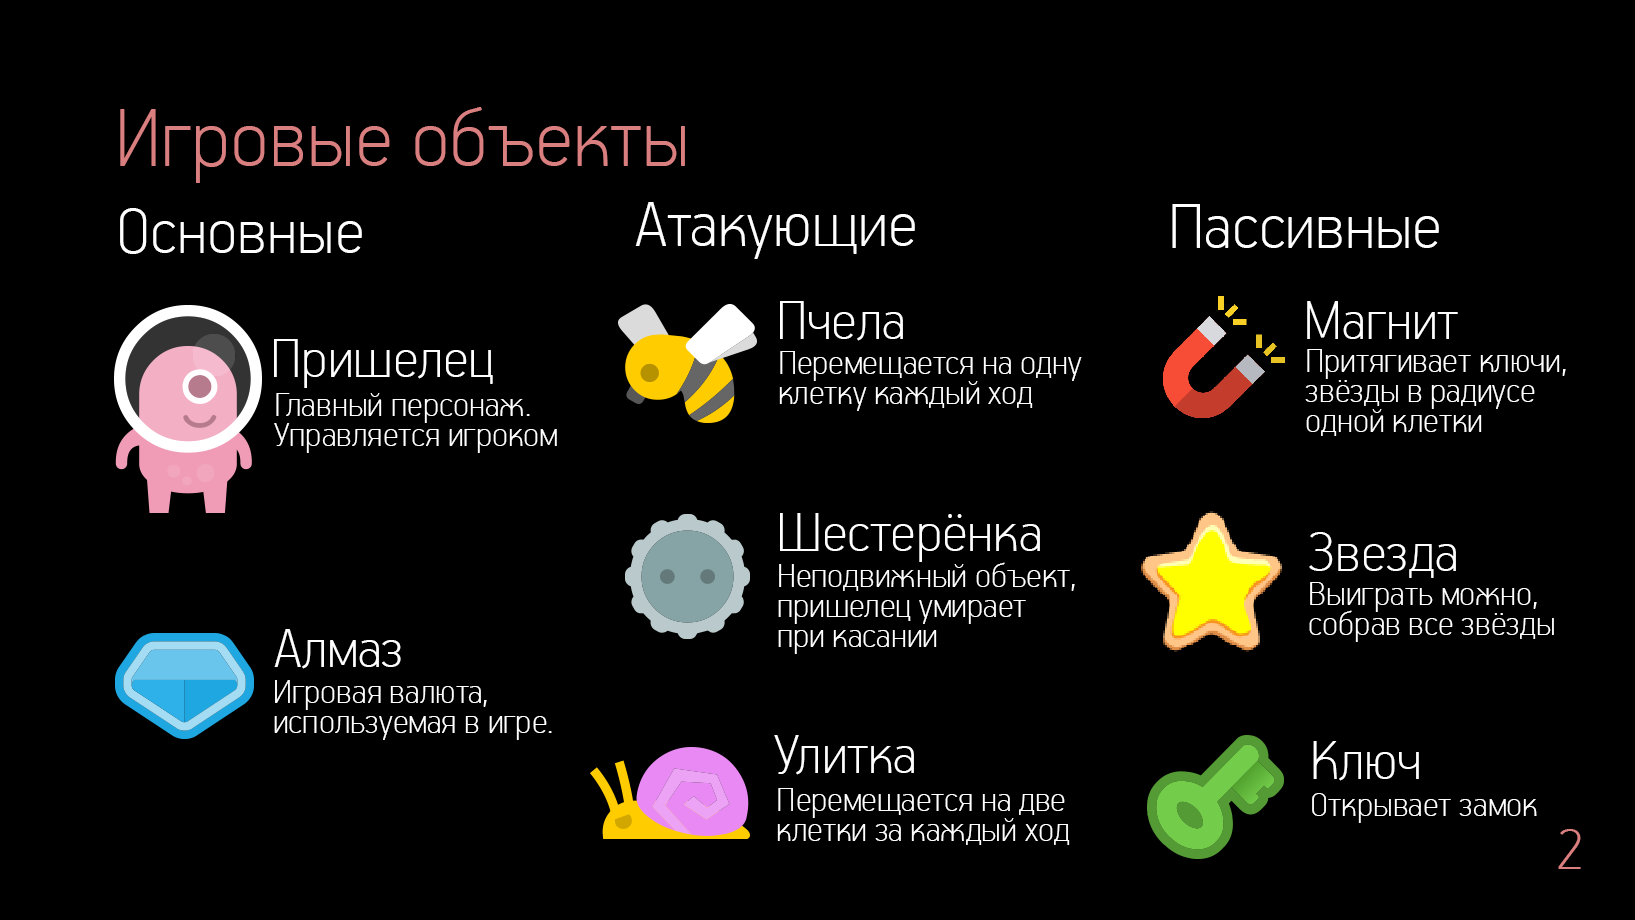 Игровые объекты
Основные
Пришелец
Главный персонаж.
Управляется игроком
Алмаз
Игровая валюта,
используемая в игре.
Атакующие
Пчела
Перемещается на одну
клетку каждый ход
Шестерёнка
Неподвижный объект,
пришелец умирает
при касании
Улитка
Перемещается на две
клетки за каждый ход
Пассивные
Магнит
Притягивает ключи,
звёзды в радиусе
одной клетки
Звезда
Выиграть можно,
собрав все звёзды
Ключ
Открывает замок
2